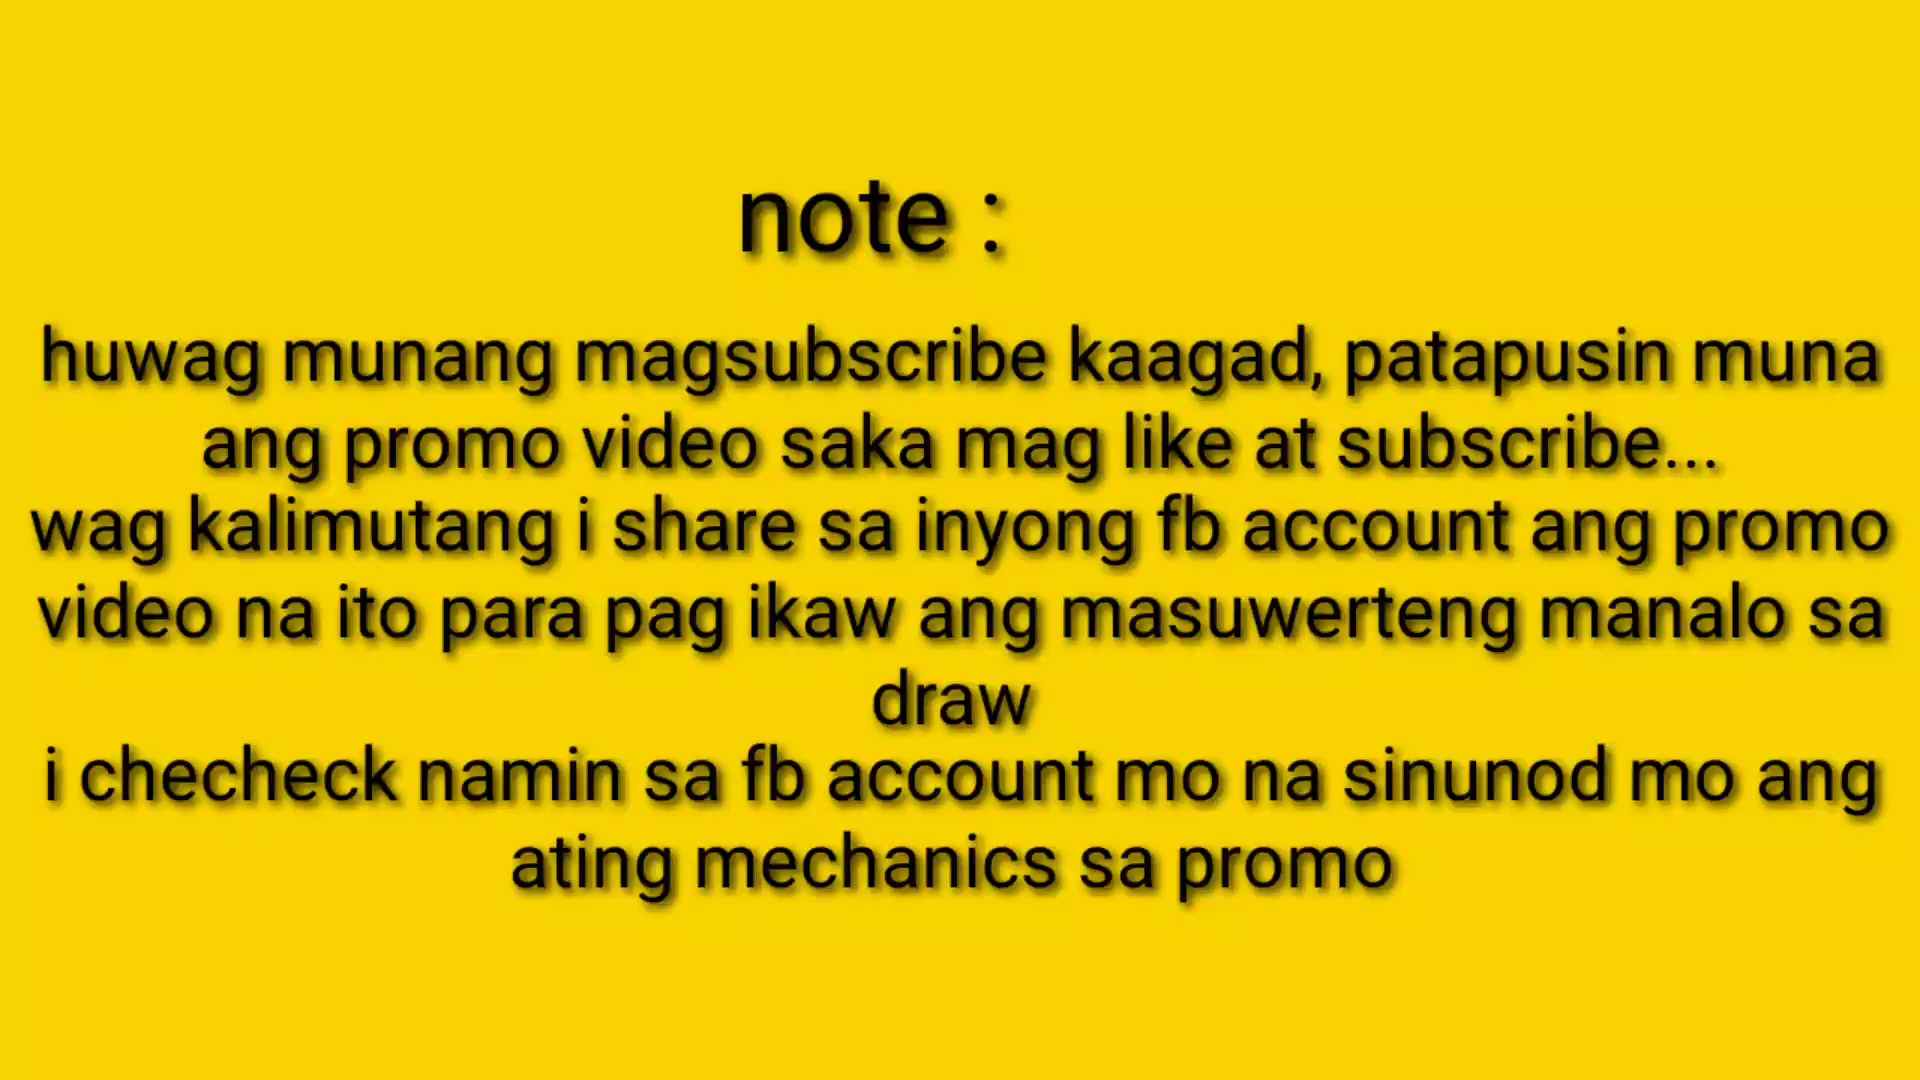 note :
huwag munang magsubscribe kaagad, patapusin muna
ang promo video saka mag like at subscribe...
wag kalimutang i share sa inyong fb account ang promo
video na ito para pag ikaw ang masuwerteng manalo sa
draw
i checheck namin sa fb account mo na sinunod mo ang
ating mechanics sa promo